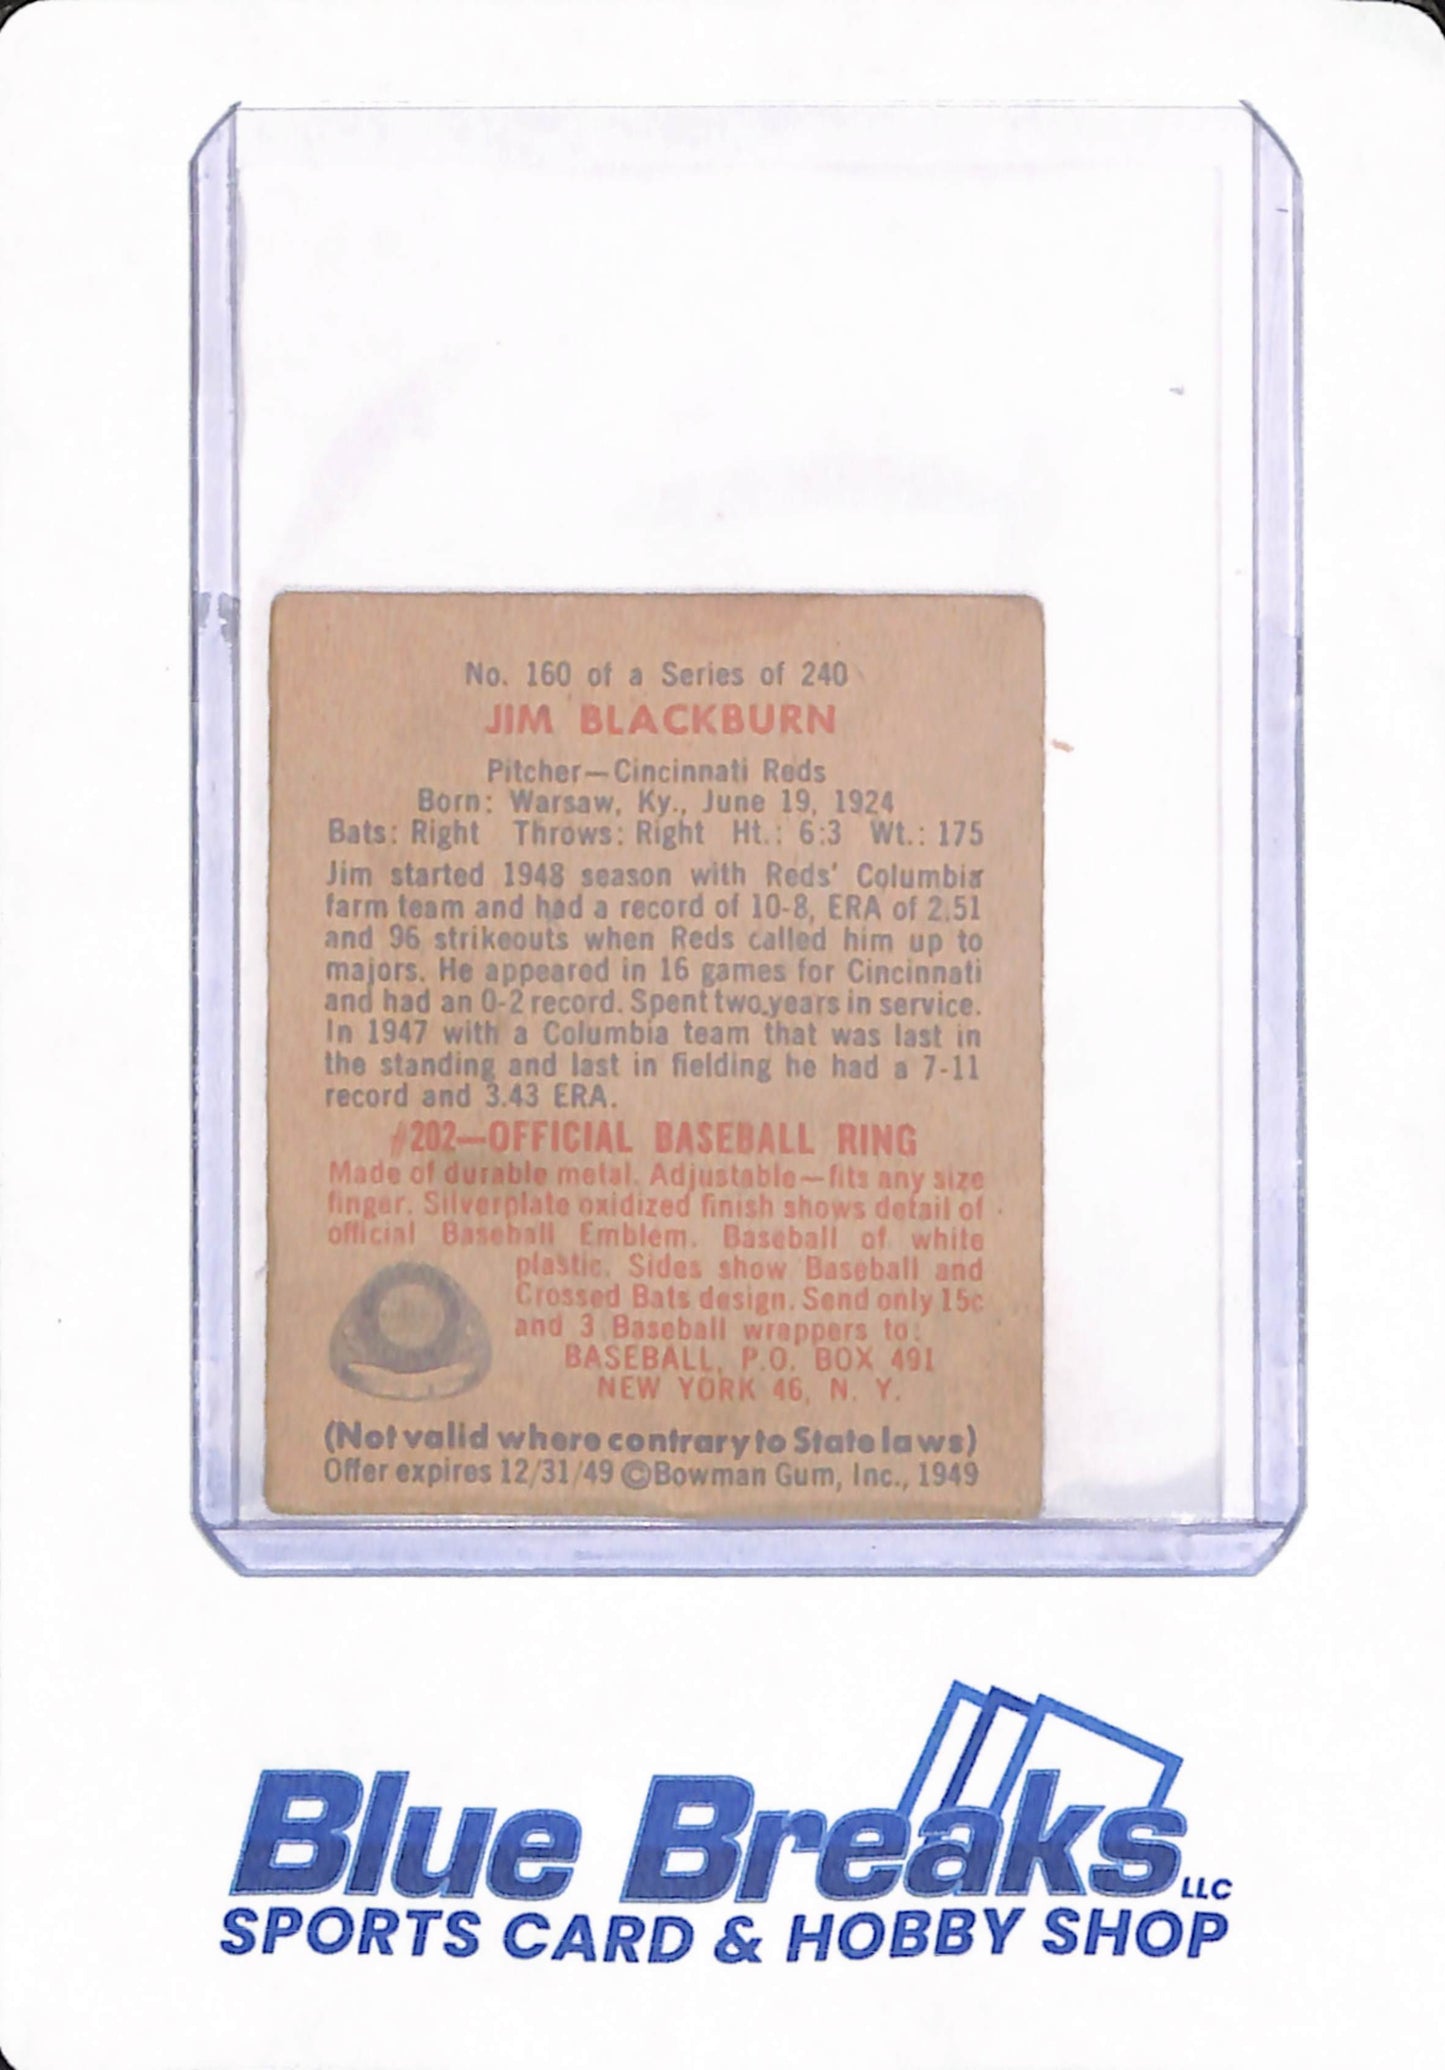 No. 160 of a Series of 240
JIM BLACKBURN
Pitcher—Cincinnati Reds
Born: Warsaw, Ky., June 19, 1924
Bats: Right Throws: Right Ht.: 6:3 Wt.: 175
Jim started 1948 season with Reds' Columbia
farm team and had a record of 10-8, ERA of 2.51
and 96 strikeouts when Reds called him up to
majors. He appeared in 16 games for Cincinnati
and had an 0-2 record. Spent two years in service.
In 1947 with a Columbia team that was last in
the standing and last in fielding he had a 7-11
record and 3.43 ERA.
#202—OFFICIAL BASEBALL RING
Made of durable metal. Adjustable—fits any size
finger. Silverplate oxidized finish shows detail of
official Baseball Emblem. Baseball of white
plastic. Sides show Baseball and
Crossed Bats design. Send only 15c
and 3 Baseball wrappers to:
BASEBALL, P.O. BOX 491
NEW YORK 46, N. Y.
(Not valid where contrary to State laws)
Offer expires 12/31/49 ©Bowman Gum, Inc., 1949
Blue Breaks LLC
SPORTS CARD & HOBBY SHOP